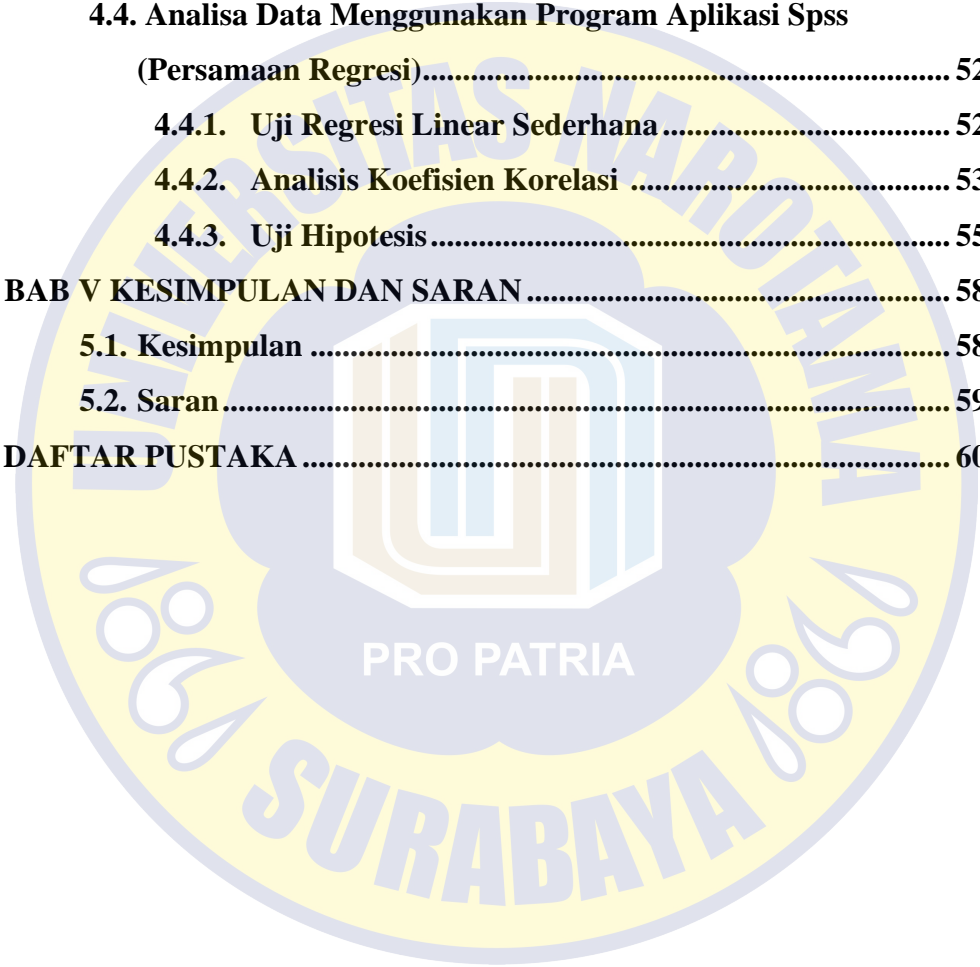 4.4. Analisa Data Menggunakan Program Aplikasi Spss
(Persamaan Regresi)................................................................ 52
4.4.1. Uji Regresi Linear Sederhana................................... 52
4.4.2. Analisis Koefisien Korelasi ....................................... 53
4.4.3. Uji Hipotesis............................................................... 55
BAB V KESIMPULAN DAN SARAN................................................... 58
5.1. Kesimpulan ............................................................................. 58
5.2. Saran........................................................................................ 59
DAFTAR PUSTAKA.............................................................................. 60
UNIVERSITAS NAROTAMA
PRO PATRIA
SURABAYA